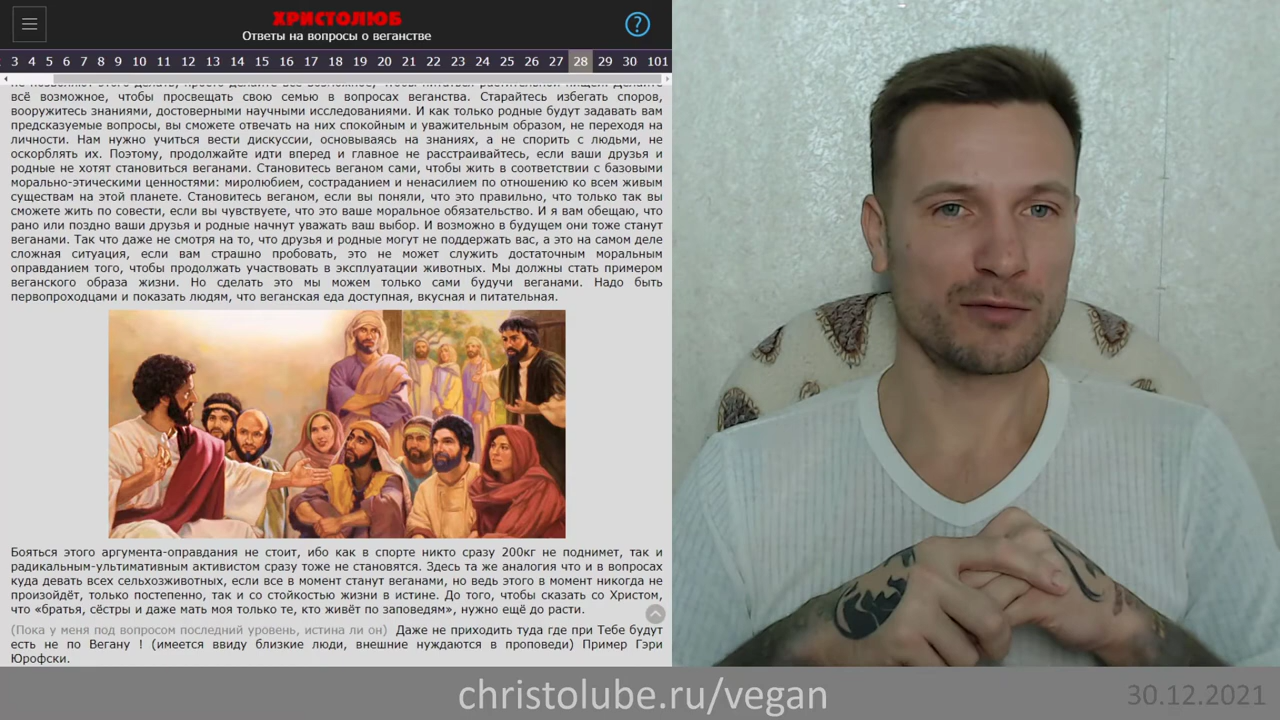 ХРИСТОЛЮБ
Ответы на вопросы о веганстве
?
3 4 5 6 7 8 9 10 11 12 13 14 15 16 17 18 19 20 21 22 23 24 25 26 27 28 29 30 101
всё возможное, чтобы просвещать свою семью в вопросах веганства. Старайтесь избегать споров,
вооружитесь знаниями, достоверными научными исследованиями. И как только родные будут задавать вам
предсказуемые вопросы, вы сможете отвечать на них спокойным и уважительным образом, не переходя на
личности. Нам нужно учиться вести дискуссии, основываясь на знаниях, а не спорить с людьми, не
оскорблять их. Поэтому, продолжайте идти вперед и главное не расстраивайтесь, если ваши друзья и
родные не хотят становиться веганами. Становитесь веганом сами, чтобы жить в соответствии с базовыми
морально-этическими ценностями: миролюбием, состраданием и ненасилием по отношению ко всем живым
существам на этой планете. Становитесь веганом, если вы поняли, что это правильно, что только так вы
сможете жить по совести, если вы чувствуете, что это ваше моральное обязательство. И я вам обещаю, что
рано или поздно ваши друзья и родные начнут уважать ваш выбор. И возможно в будущем они тоже станут
веганами. Так что даже не смотря на то, что друзья и родные могут не поддержать вас, а это на самом деле
сложная ситуация, если вам страшно пробовать, это не может служить достаточным моральным
оправданием того, чтобы продолжать участвовать в эксплуатации животных. Мы должны стать примером
веганского образа жизни. Но сделать это мы можем только сами будучи веганами. Надо быть
первопроходцами и показать людям, что веганская еда доступная, вкусная и питательная.
Бояться этого аргумента-оправдания не стоит, ибо как в спорте никто сразу 200кг не поднимет, так и
радикальным-ультимативным активистом сразу тоже не становятся. Здесь та же аналогия что и в вопросах
куда девать всех сельхозживотных, если все в момент станут веганами, но ведь этого в момент никогда не
произойдёт, только постепенно, так и со стойкостью жизни в истине. До того, чтобы сказать со Христом,
что «братья, сёстры и даже мать моя только те, кто живёт по заповедям», нужно ещё до расти.
(Пока у меня под вопросом последний уровень, истина ли он) Даже не приходить туда где при Тебе будут
есть не по Вегану ! (имеется ввиду близкие люди, внешние нуждаются в проповеди) Пример Гэри
Юрофски.
christolube.ru/vegan
30.12.2021